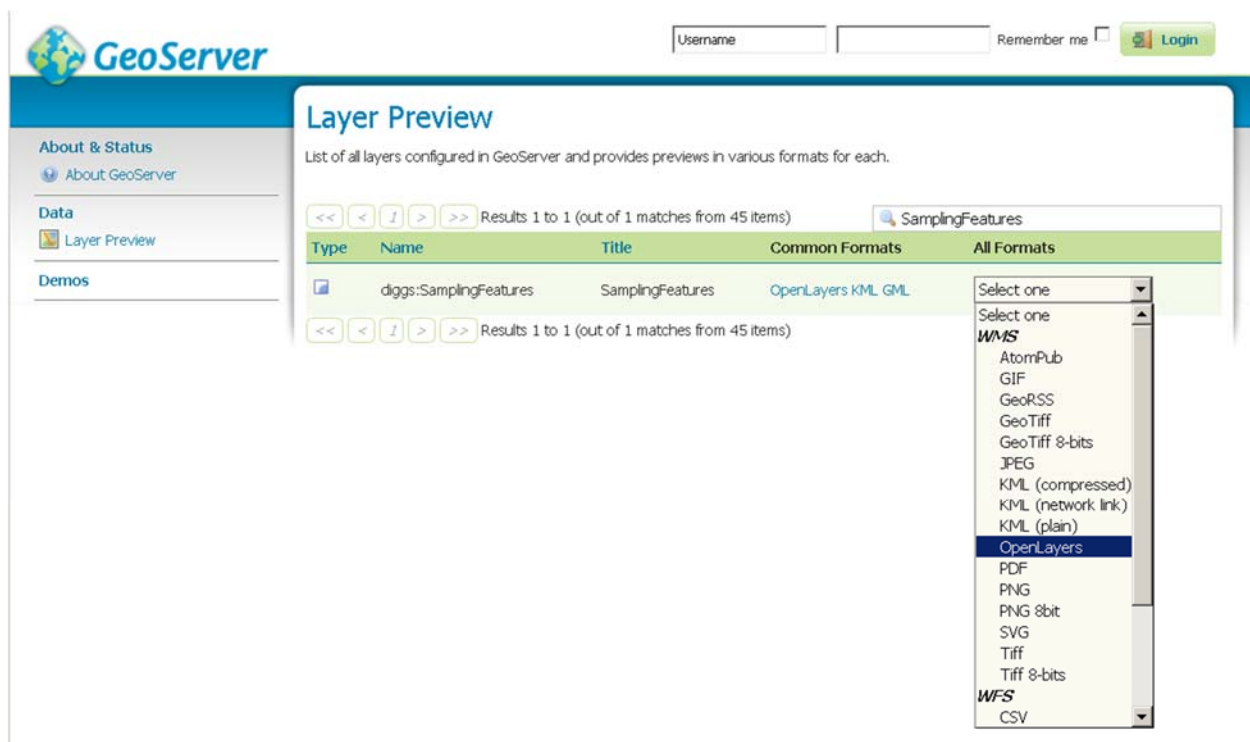 GeoServer
Username
Remember me
Login
About & Status
About GeoServer
Data
Layer Preview
Demos
Layer Preview
List of all layers configured in GeoServer and provides previews in various formats for each.
<< < 1 > >> Results 1 to 1 (out of 1 matches from 45 items)
SamplingFeatures
Type Name Title Common Formats All Formats
diggs:SamplingFeatures SamplingFeatures OpenLayers KML GML Select one
<< < 1 > >> Results 1 to 1 (out of 1 matches from 45 items)
Select one
WMS
AtomPub
GIF
GeoRSS
GeoTiff
GeoTiff 8-bits
JPEG
KML (compressed)
KML (network link)
KML (plain)
OpenLayers
PDF
PNG
PNG 8bit
SVG
Tiff
Tiff 8-bits
WFS
CSV